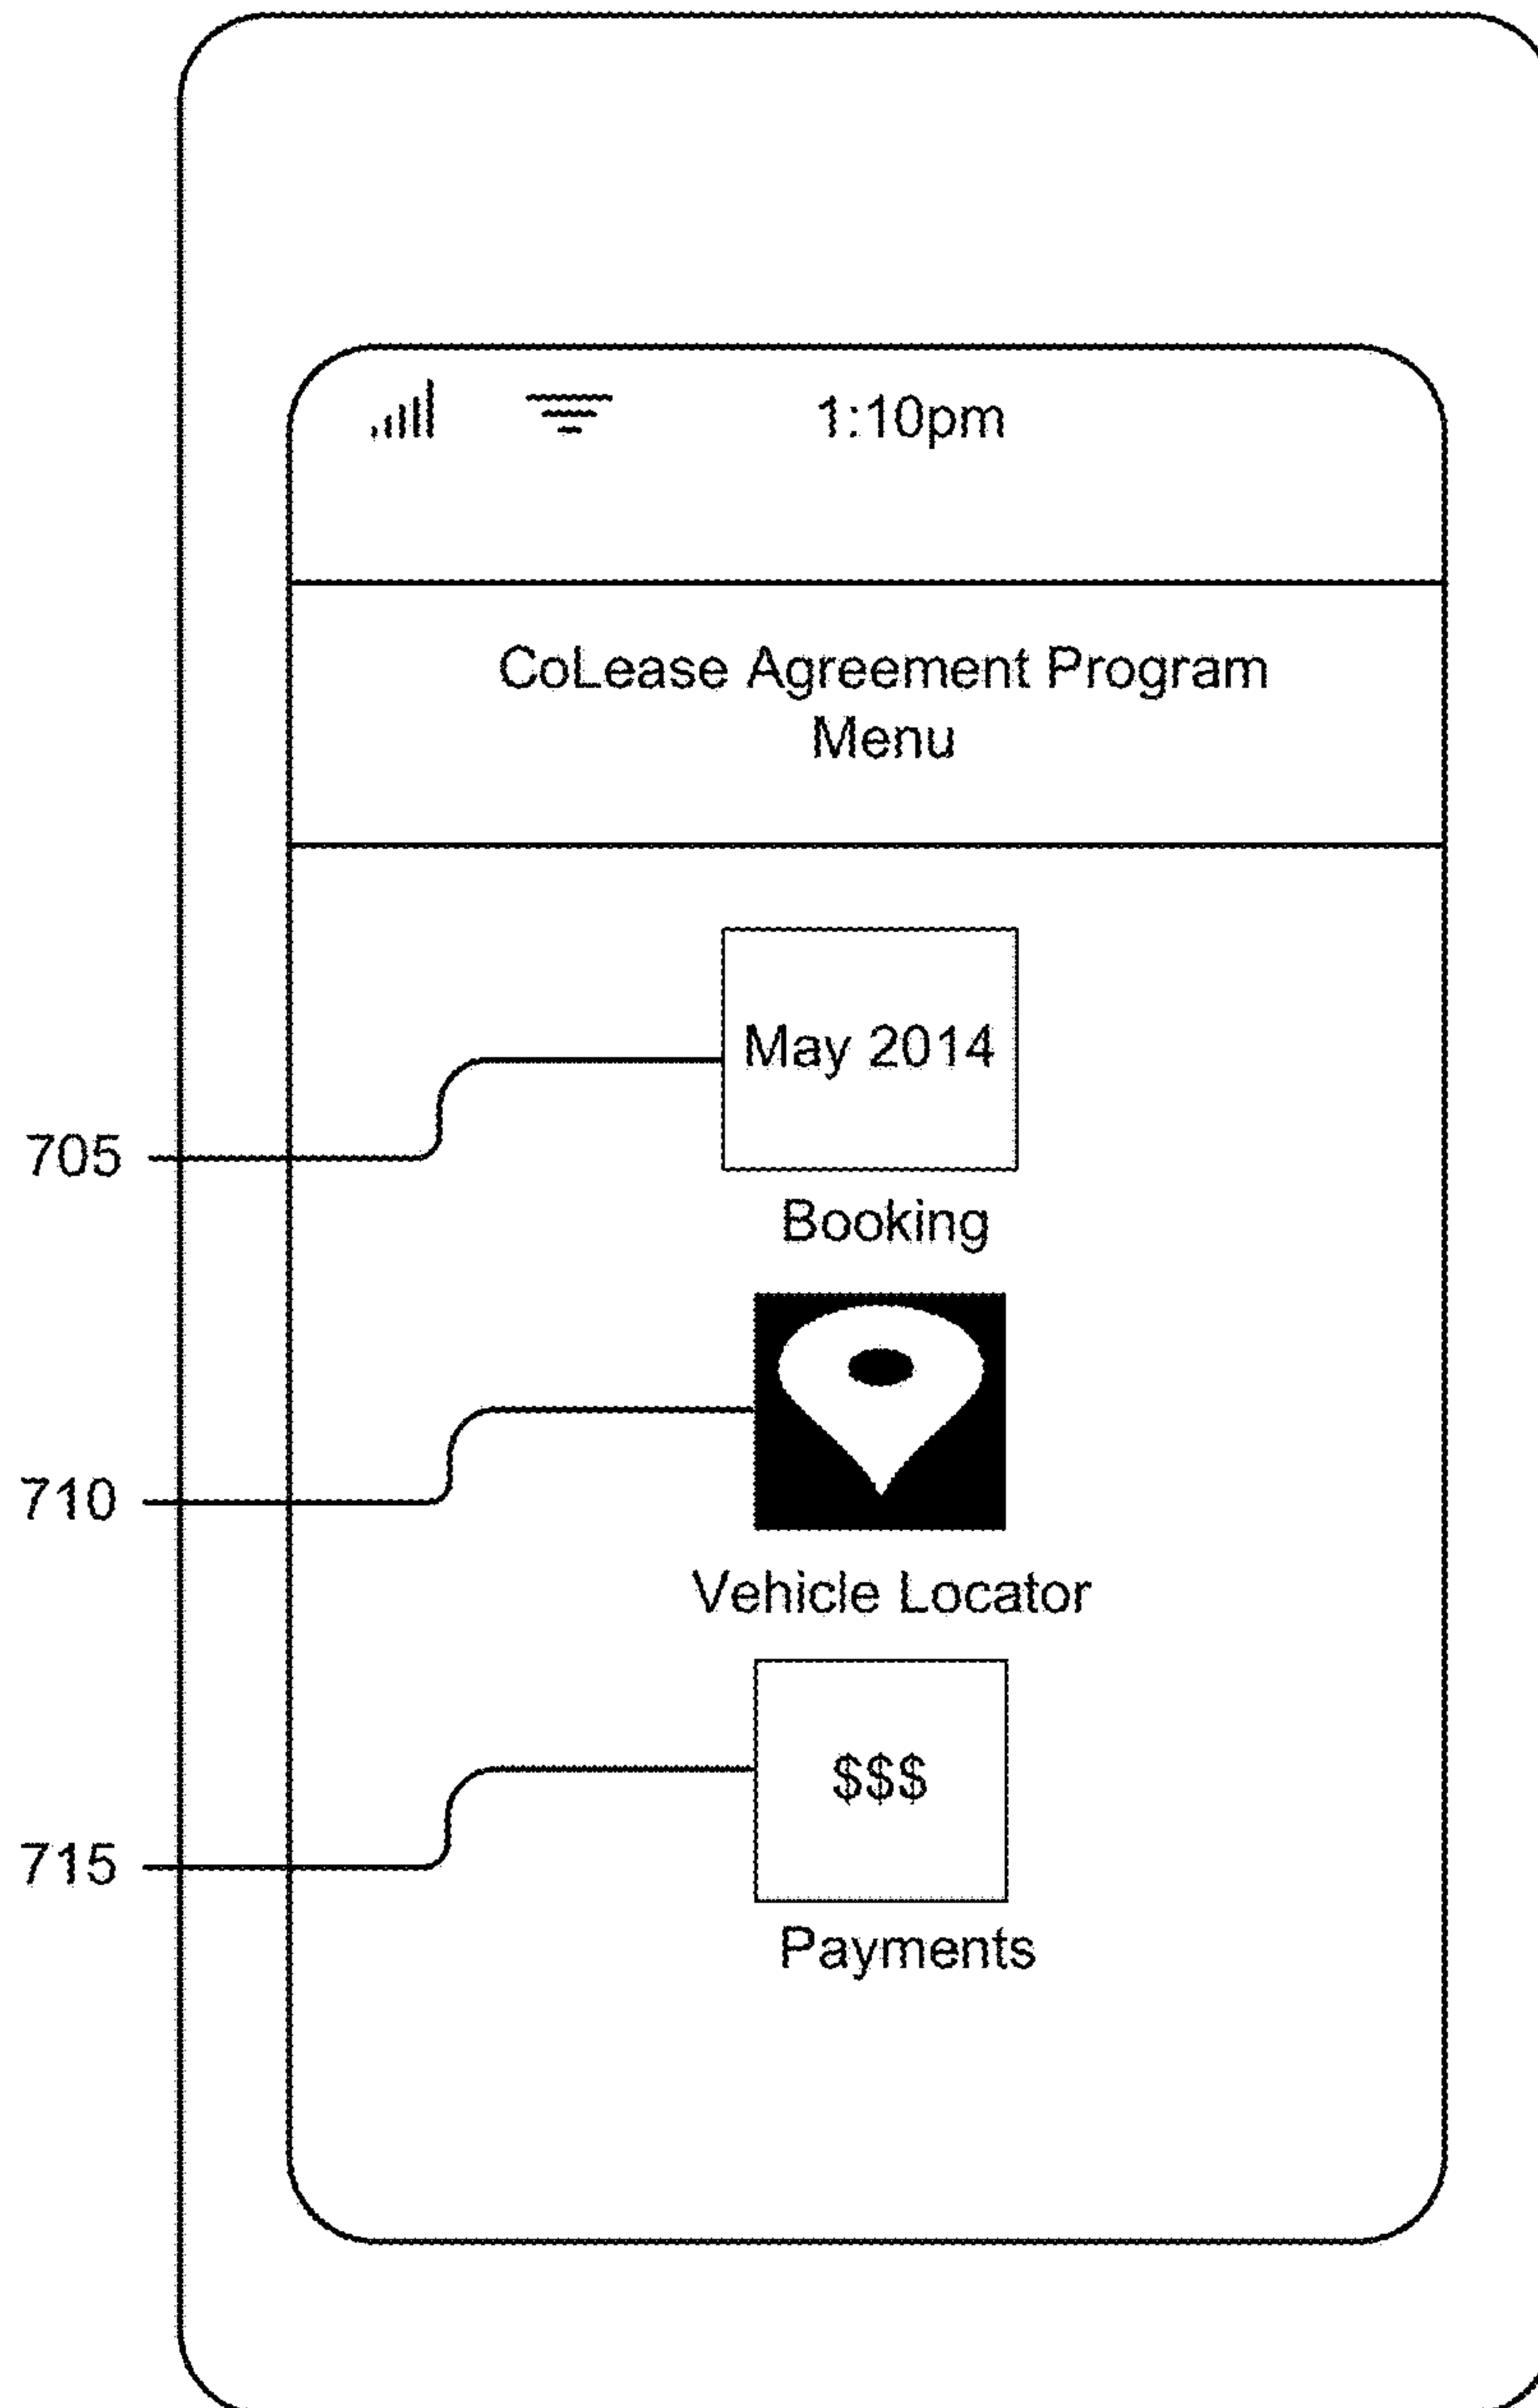 1:10pm
CoLease Agreement Program
Menu
May 2014
705
Booking
710
Vehicle Locator
$$$
715
Payments